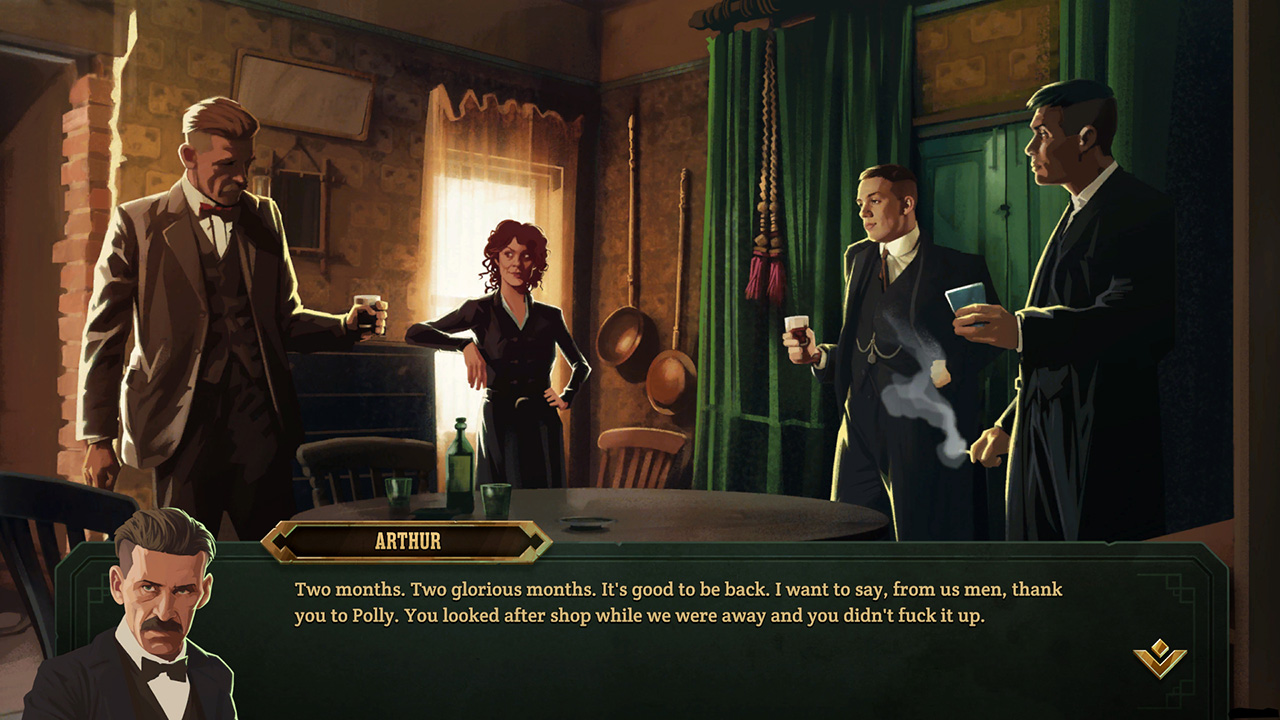 ARTHUR
Two months. Two glorious months. It's good to be back. I want to say, from us men, thank
you to Polly. You looked after shop while we were away and you didn't fuck it up.